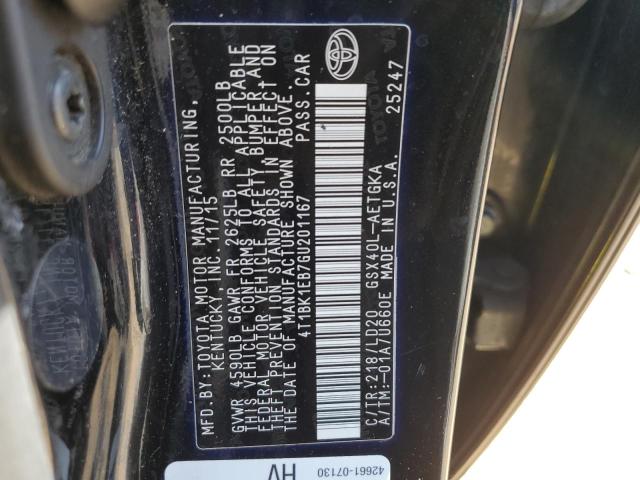 MFD.BY:TOYOTA MOTOR MANUFACTURING,
KENTUCKY, INC. 11/15
GVWR 4590LB GAWR FR 2625LB RR 2500LB
THIS VEHICLE CONFORMS TO ALL APPLICABLE
FEDERAL MOTOR VEHICLE SAFETY, BUMPER, AND
THEFT PREVENTION STANDARDS IN EFFECT ON
THE DATE OF MANUFACTURE SHOWN ABOVE.
4T1BK1EB7GU201167 PASS. CAR
C/TR:218/LD20 GSX40L-AETGKA
A/TM:-01A/U660E MADE IN U.S.A. 25247
TOYOTA
HV
42661-07130